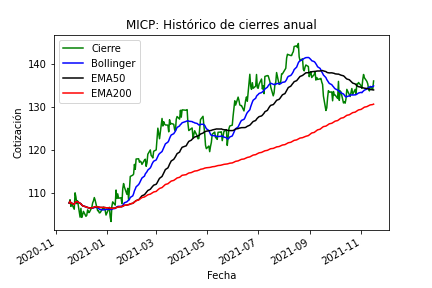 MICP: Histórico de cierres anual
Cierre
Bollinger
EMA50
EMA200
Cotización
140
130
120
110
2020-11
2021-01
2021-03
2021-05
2021-07
2021-09
2021-11
Fecha